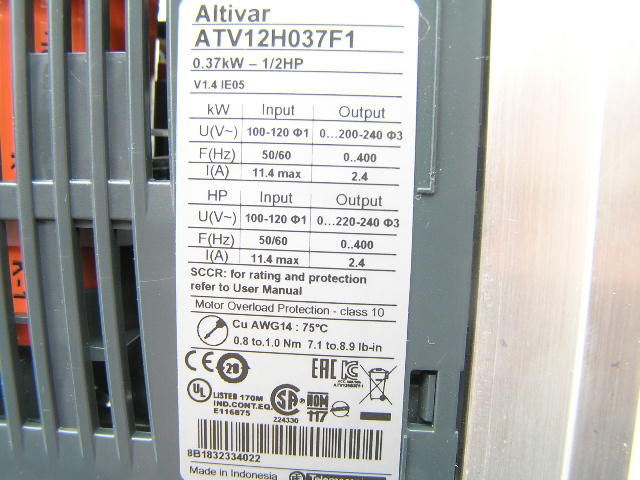 Altivar
ATV12H037F1
0.37kW – 1/2HP
V1.4 IE05
kW Input Output
U(V~) 100-120 Φ1 0...200-240 Φ3
F(Hz) 50/60 0..400
I(A) 11.4 max 2.4
HP Input Output
U(V~) 100-120 Φ1 0...220-240 Φ3
F(Hz) 50/60 0..400
I(A) 11.4 max 2.4
SCCR: for rating and protection
refer to User Manual
Motor Overload Protection - class 10
Cu AWG14 : 75°C
0.8 to.1.0 Nm 7.1 to.8.9 lb-in
CE 20 EAC KC
UL LISTED 170M
IND.CONT.EQ.
E116875
SA
224330
NOM
117
8B1832334022
Made in Indonesia